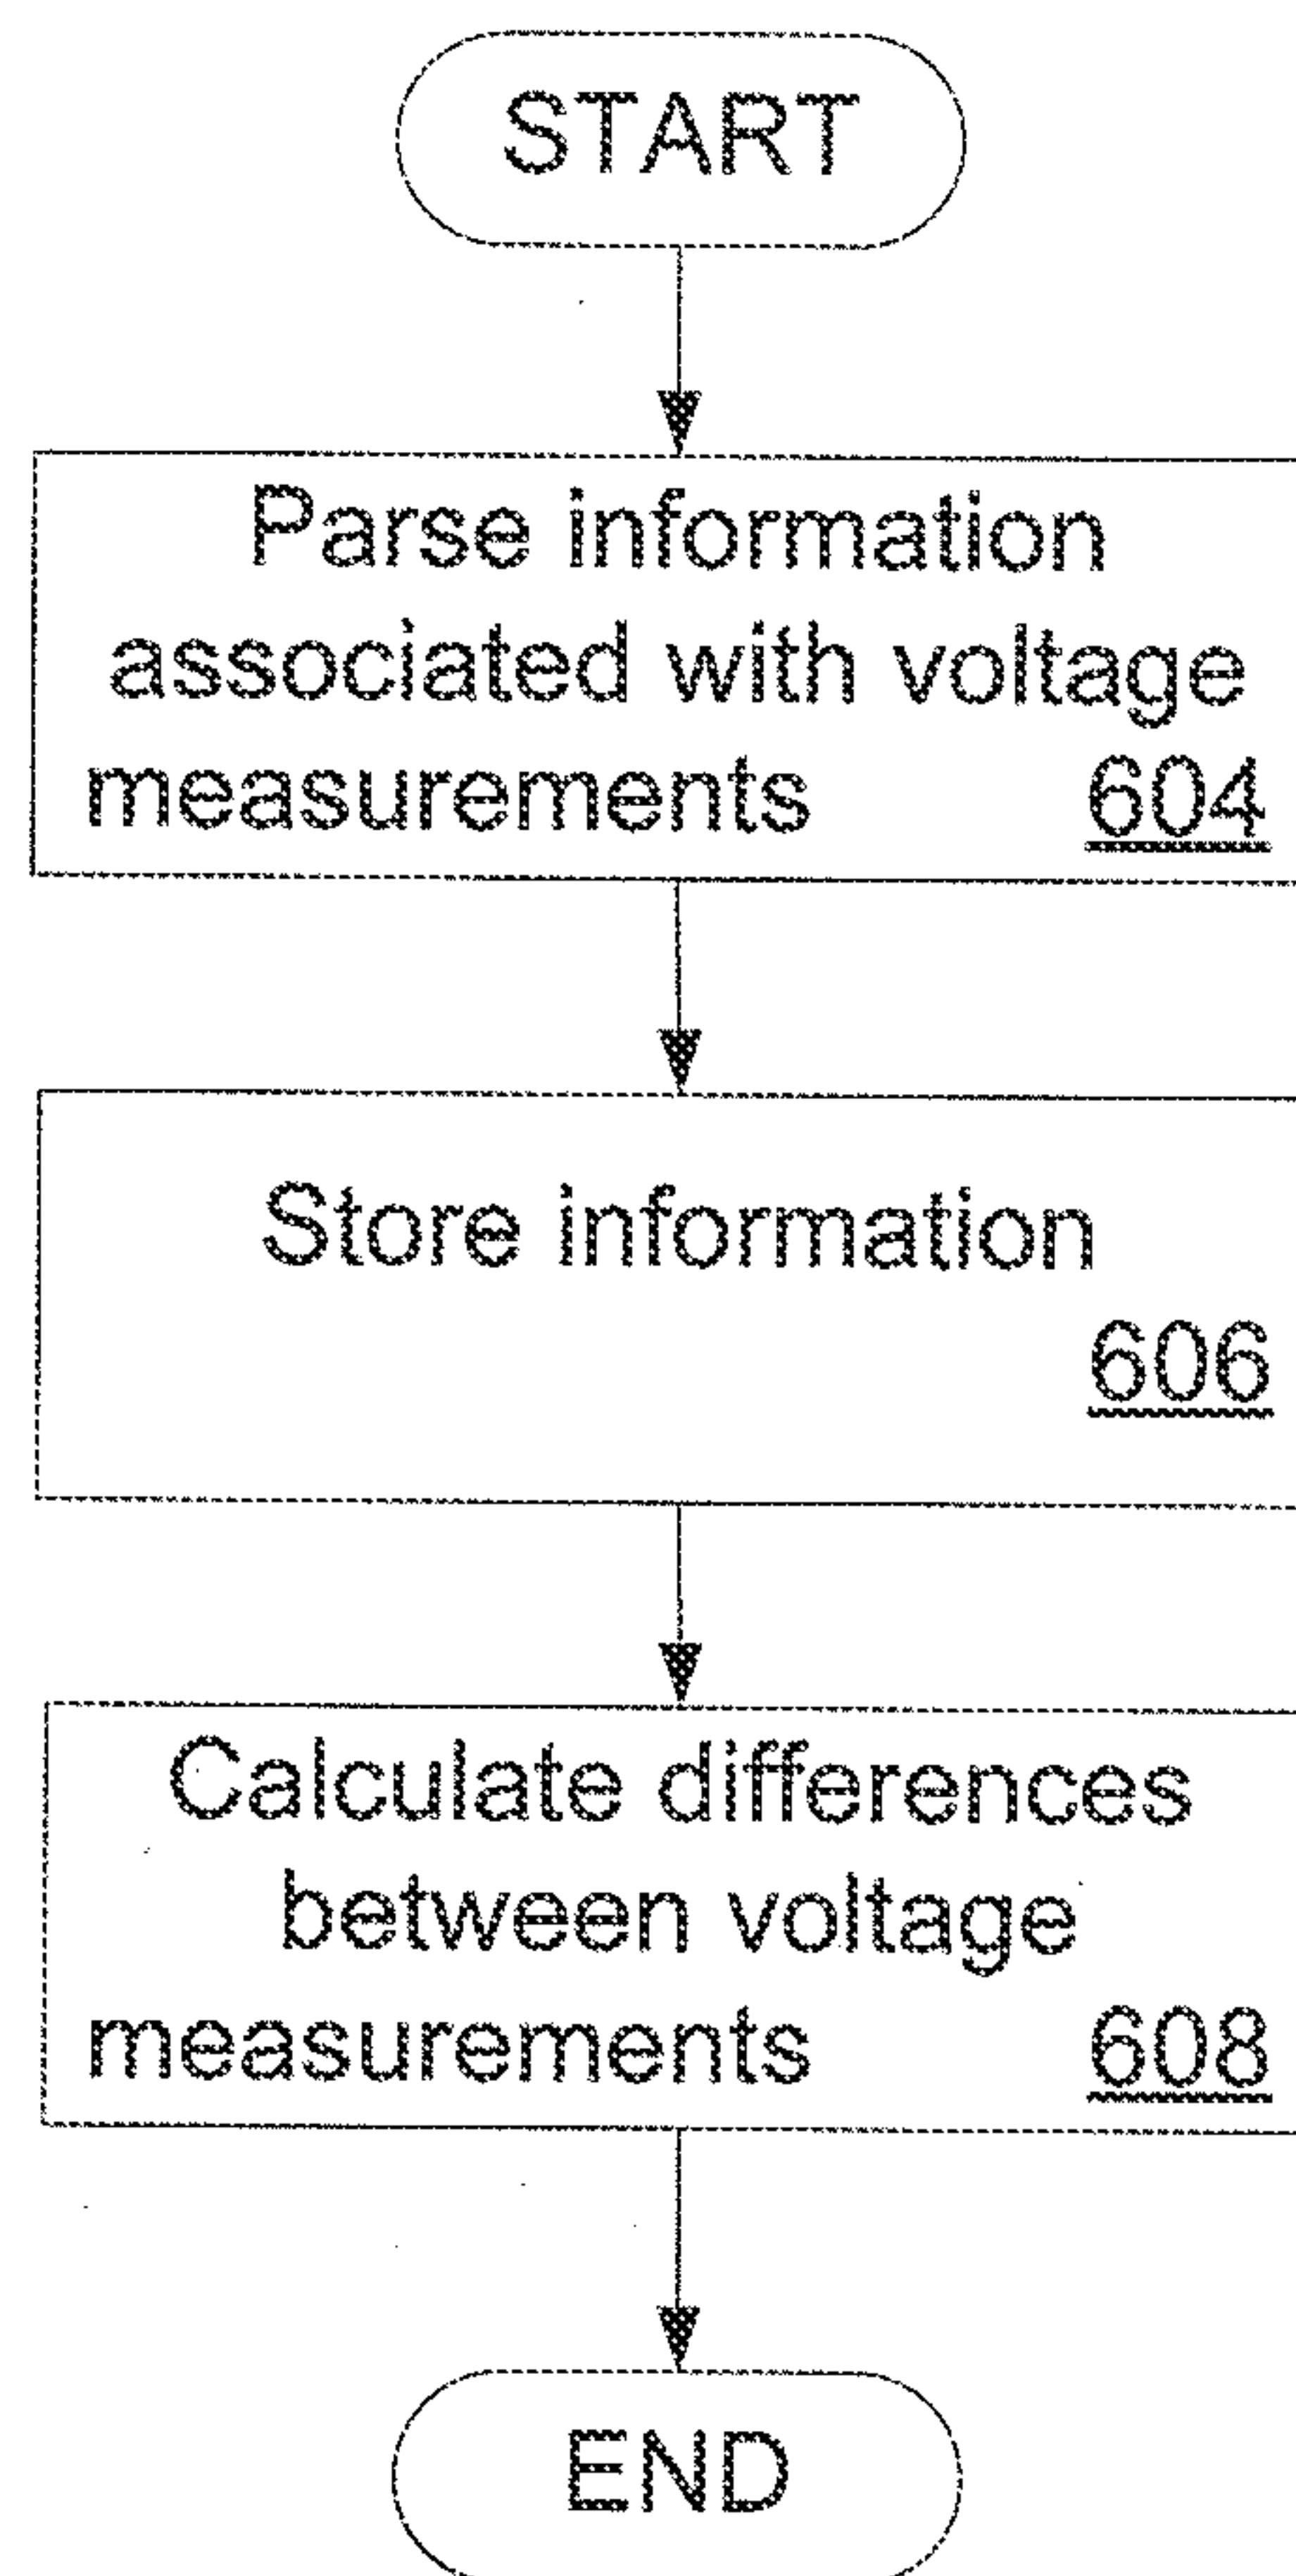 START
Parse information
associated with voltage
measurements 604
Store information
606
Calculate differences
between voltage
measurements 608
END